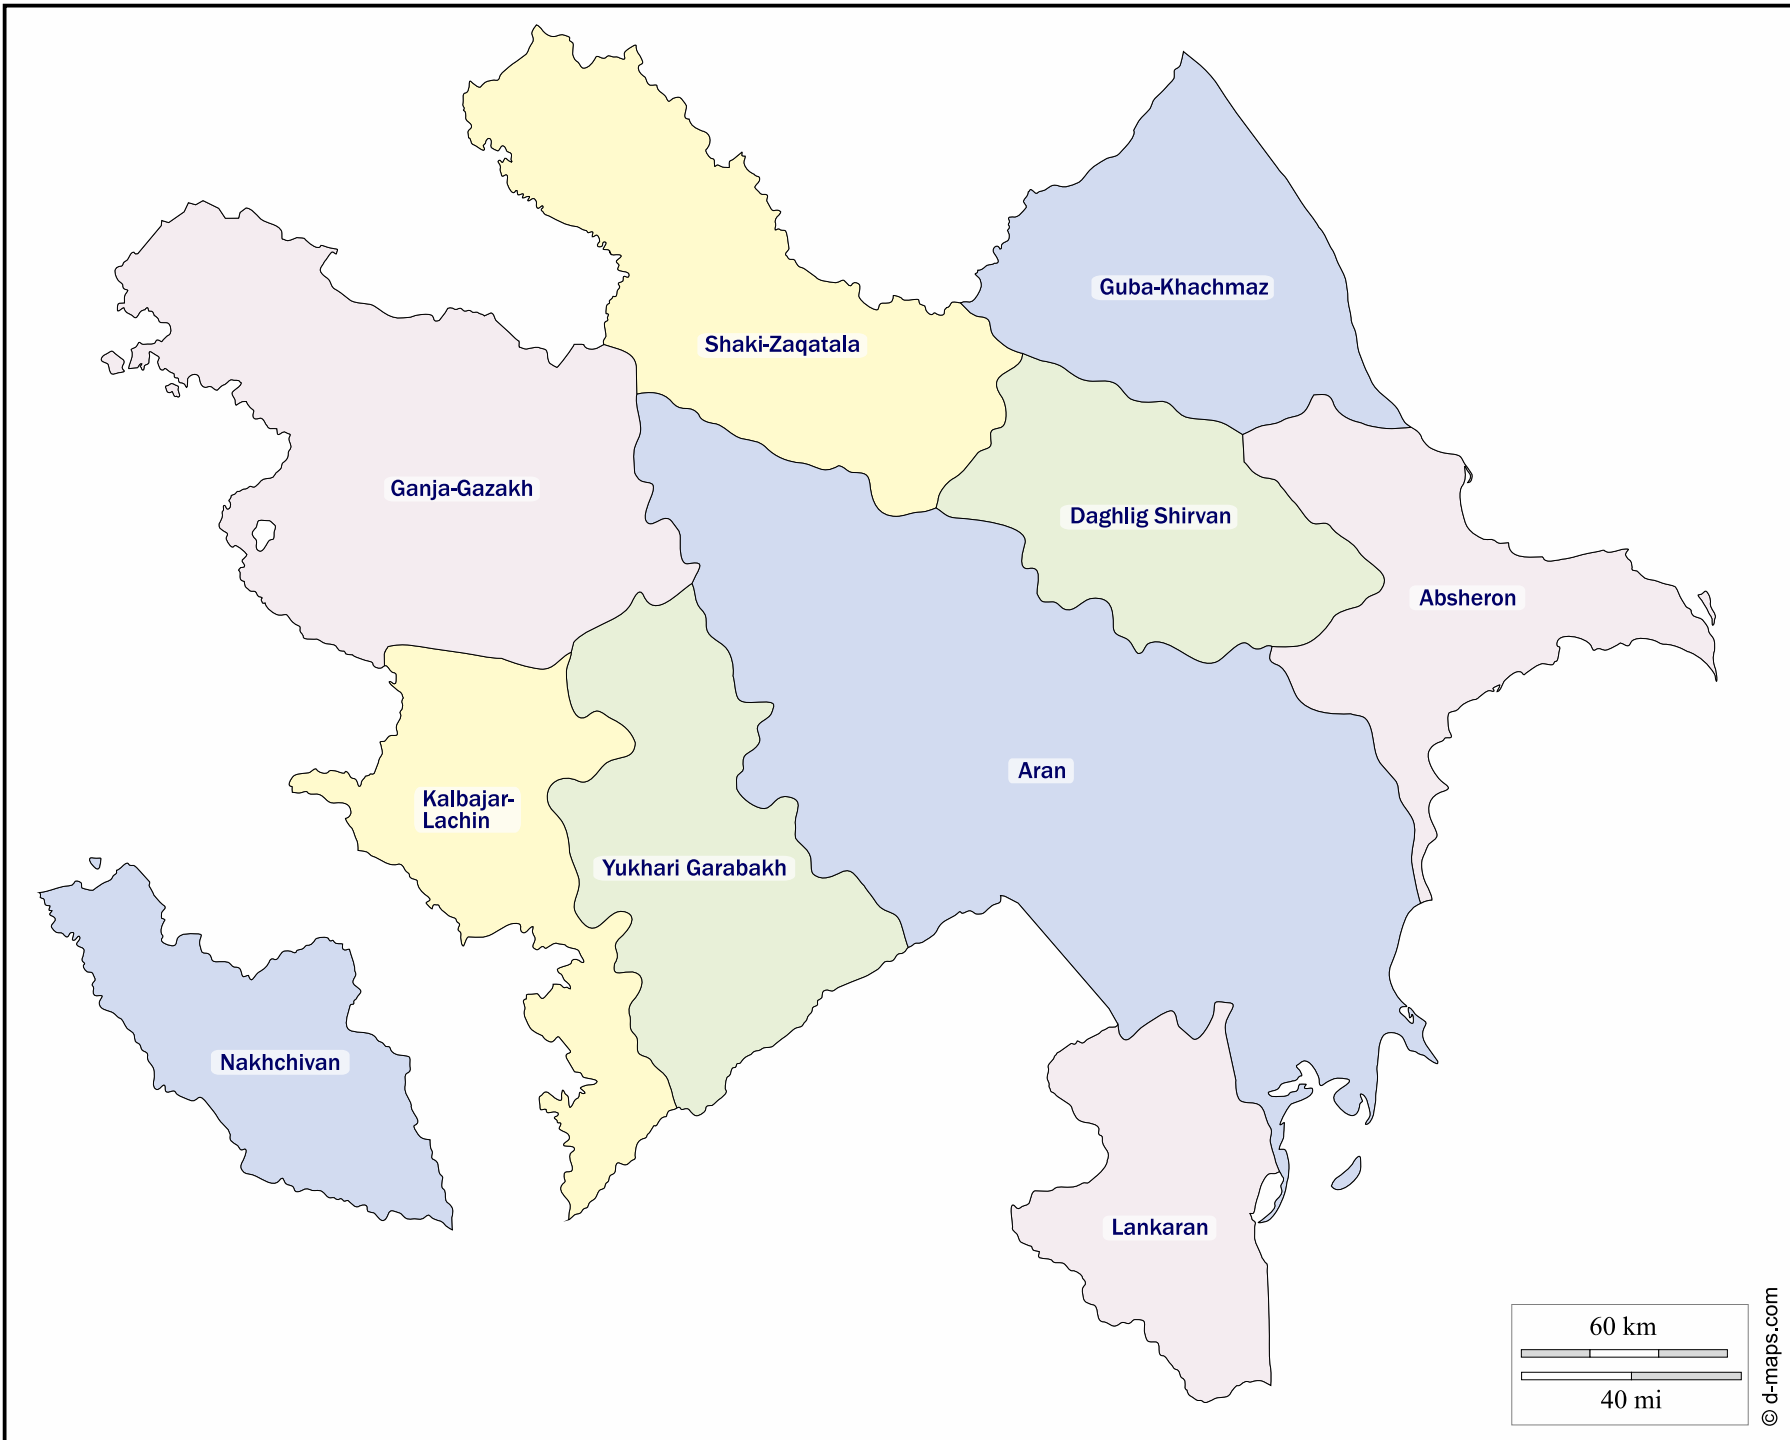 Guba-Khachmaz
Shaki-Zaqatala
Ganja-Gazakh
Daghlig Shirvan
Absheron
Aran
Kalbajar-
Lachin
Yukhari Garabakh
Nakhchivan
Lankaran
60 km
40 mi
© d-maps.com